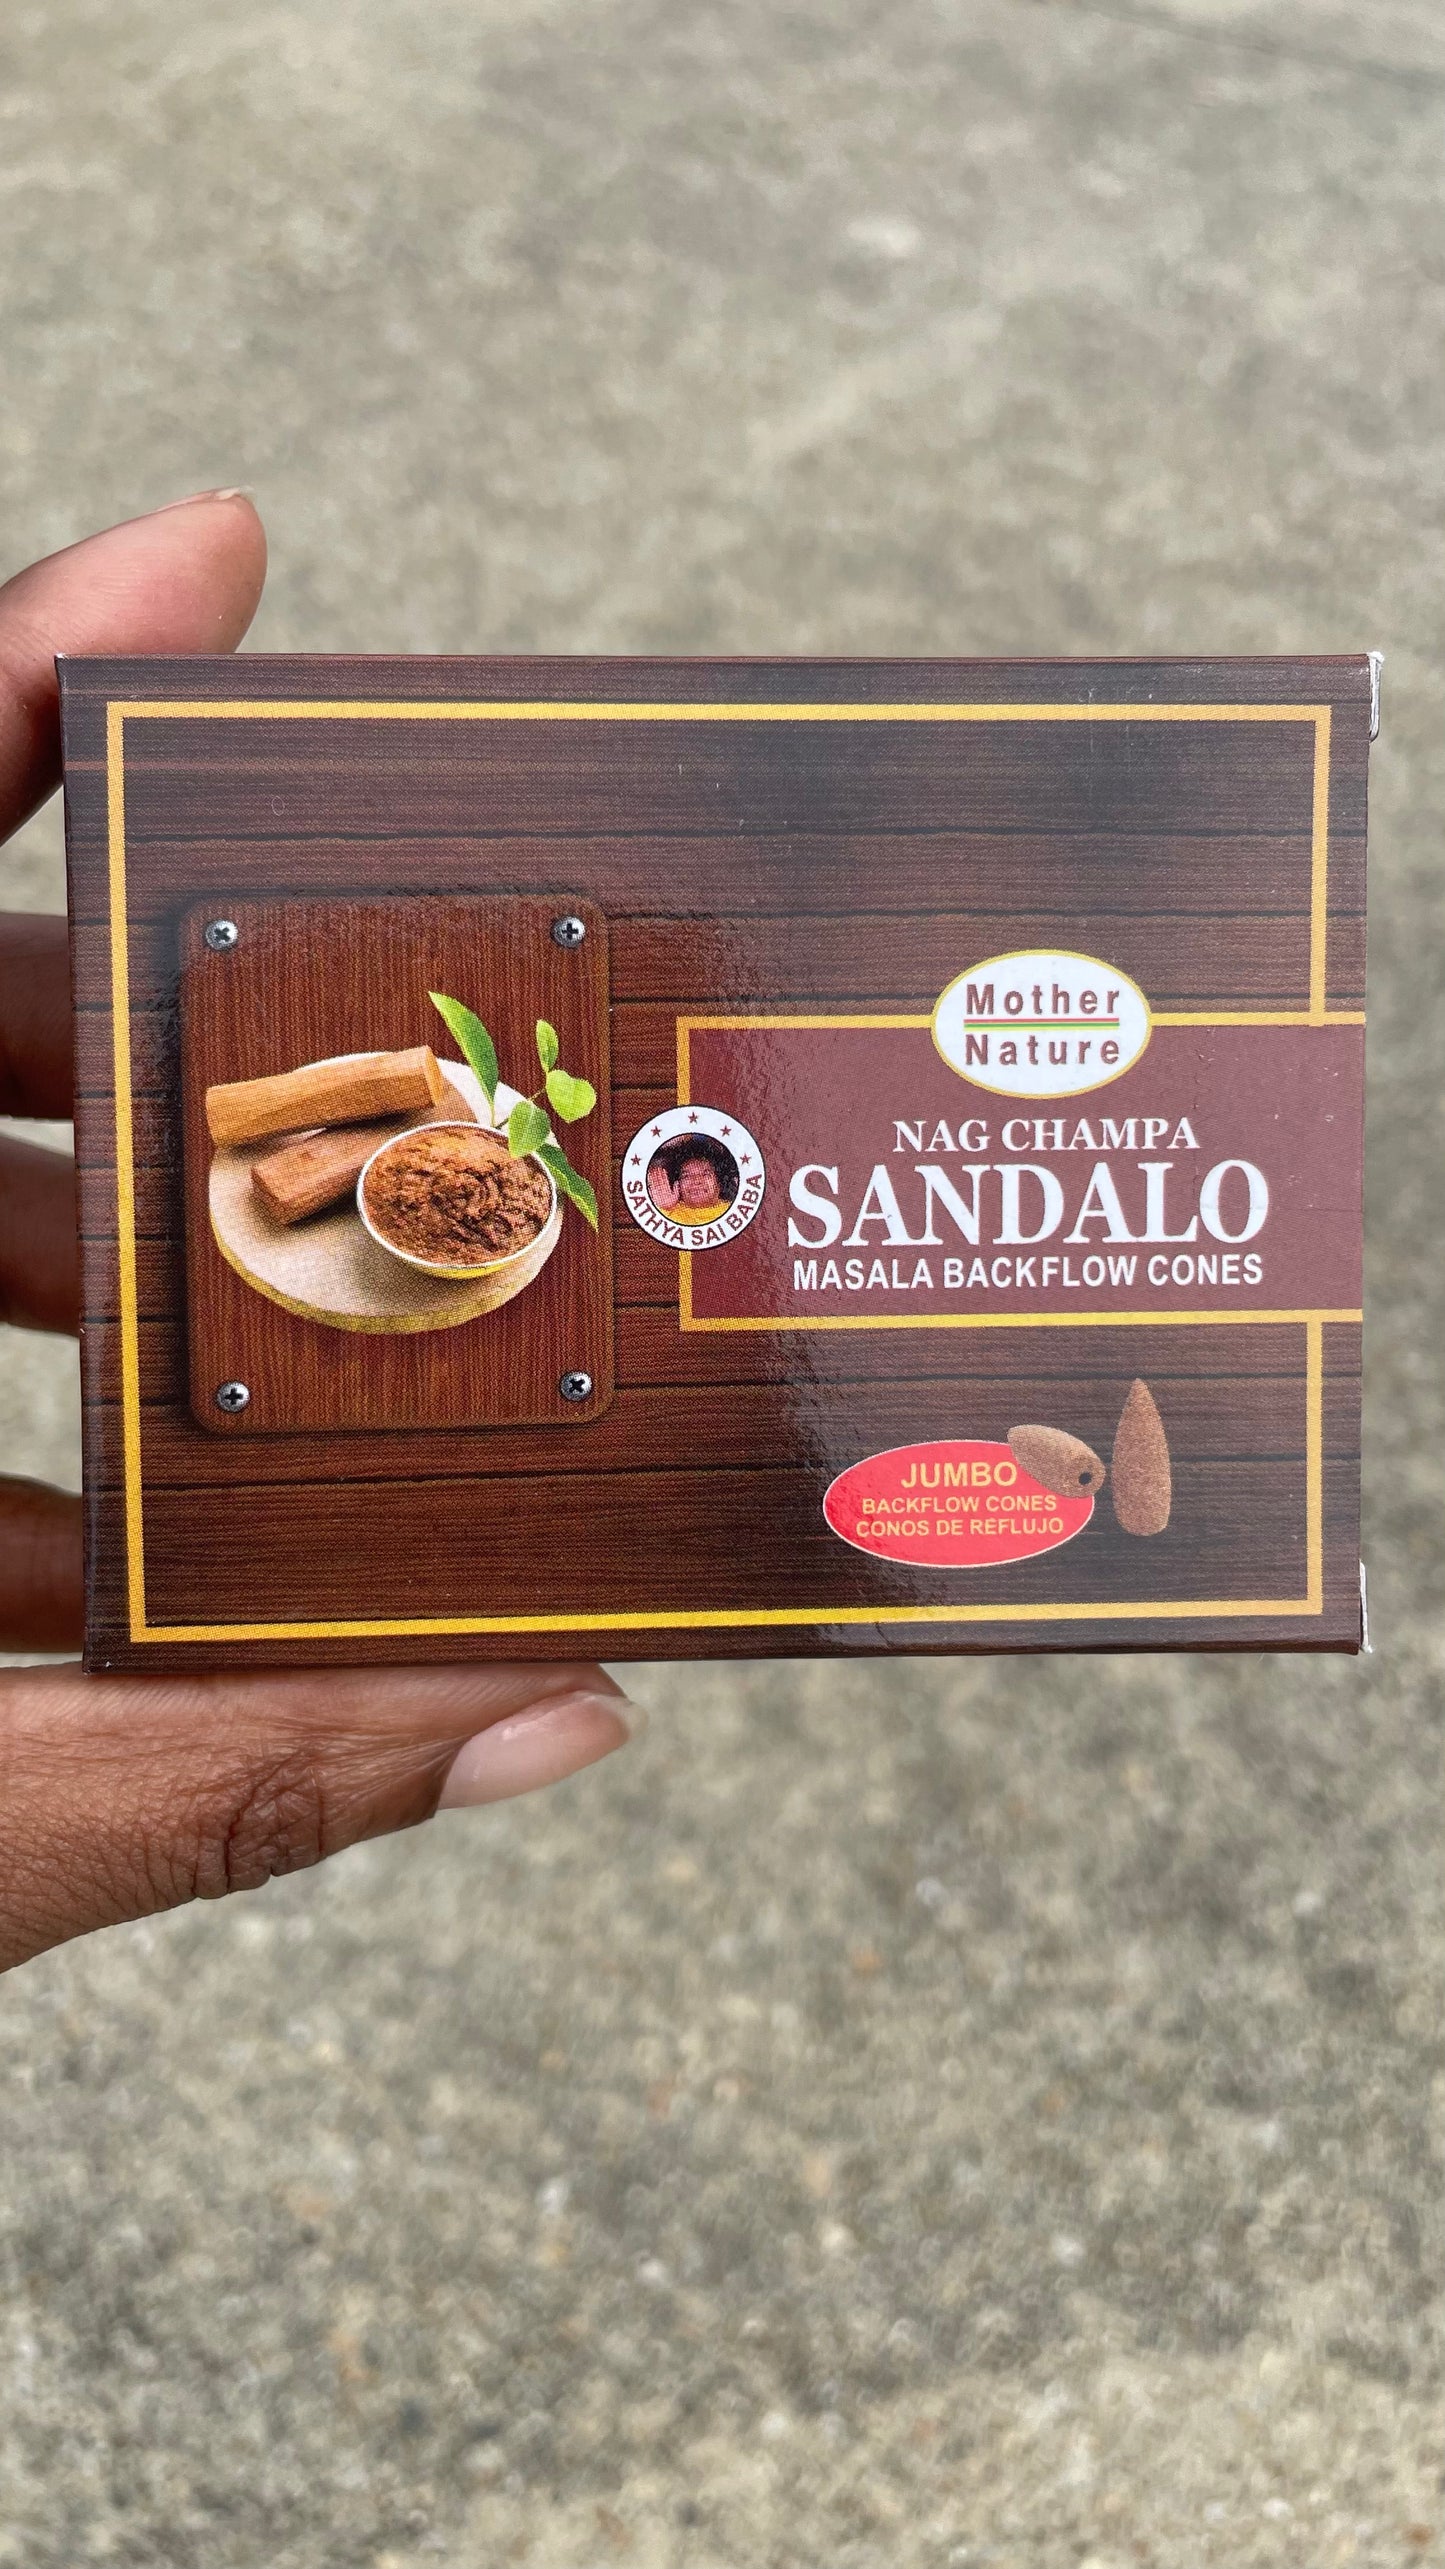 Mother
Nature
NAG CHAMPA
SANDALO
MASALA BACKFLOW CONES
SATHYA SAI BABA
JUMBO
BACKFLOW CONES
CONOS DE REFLUJO